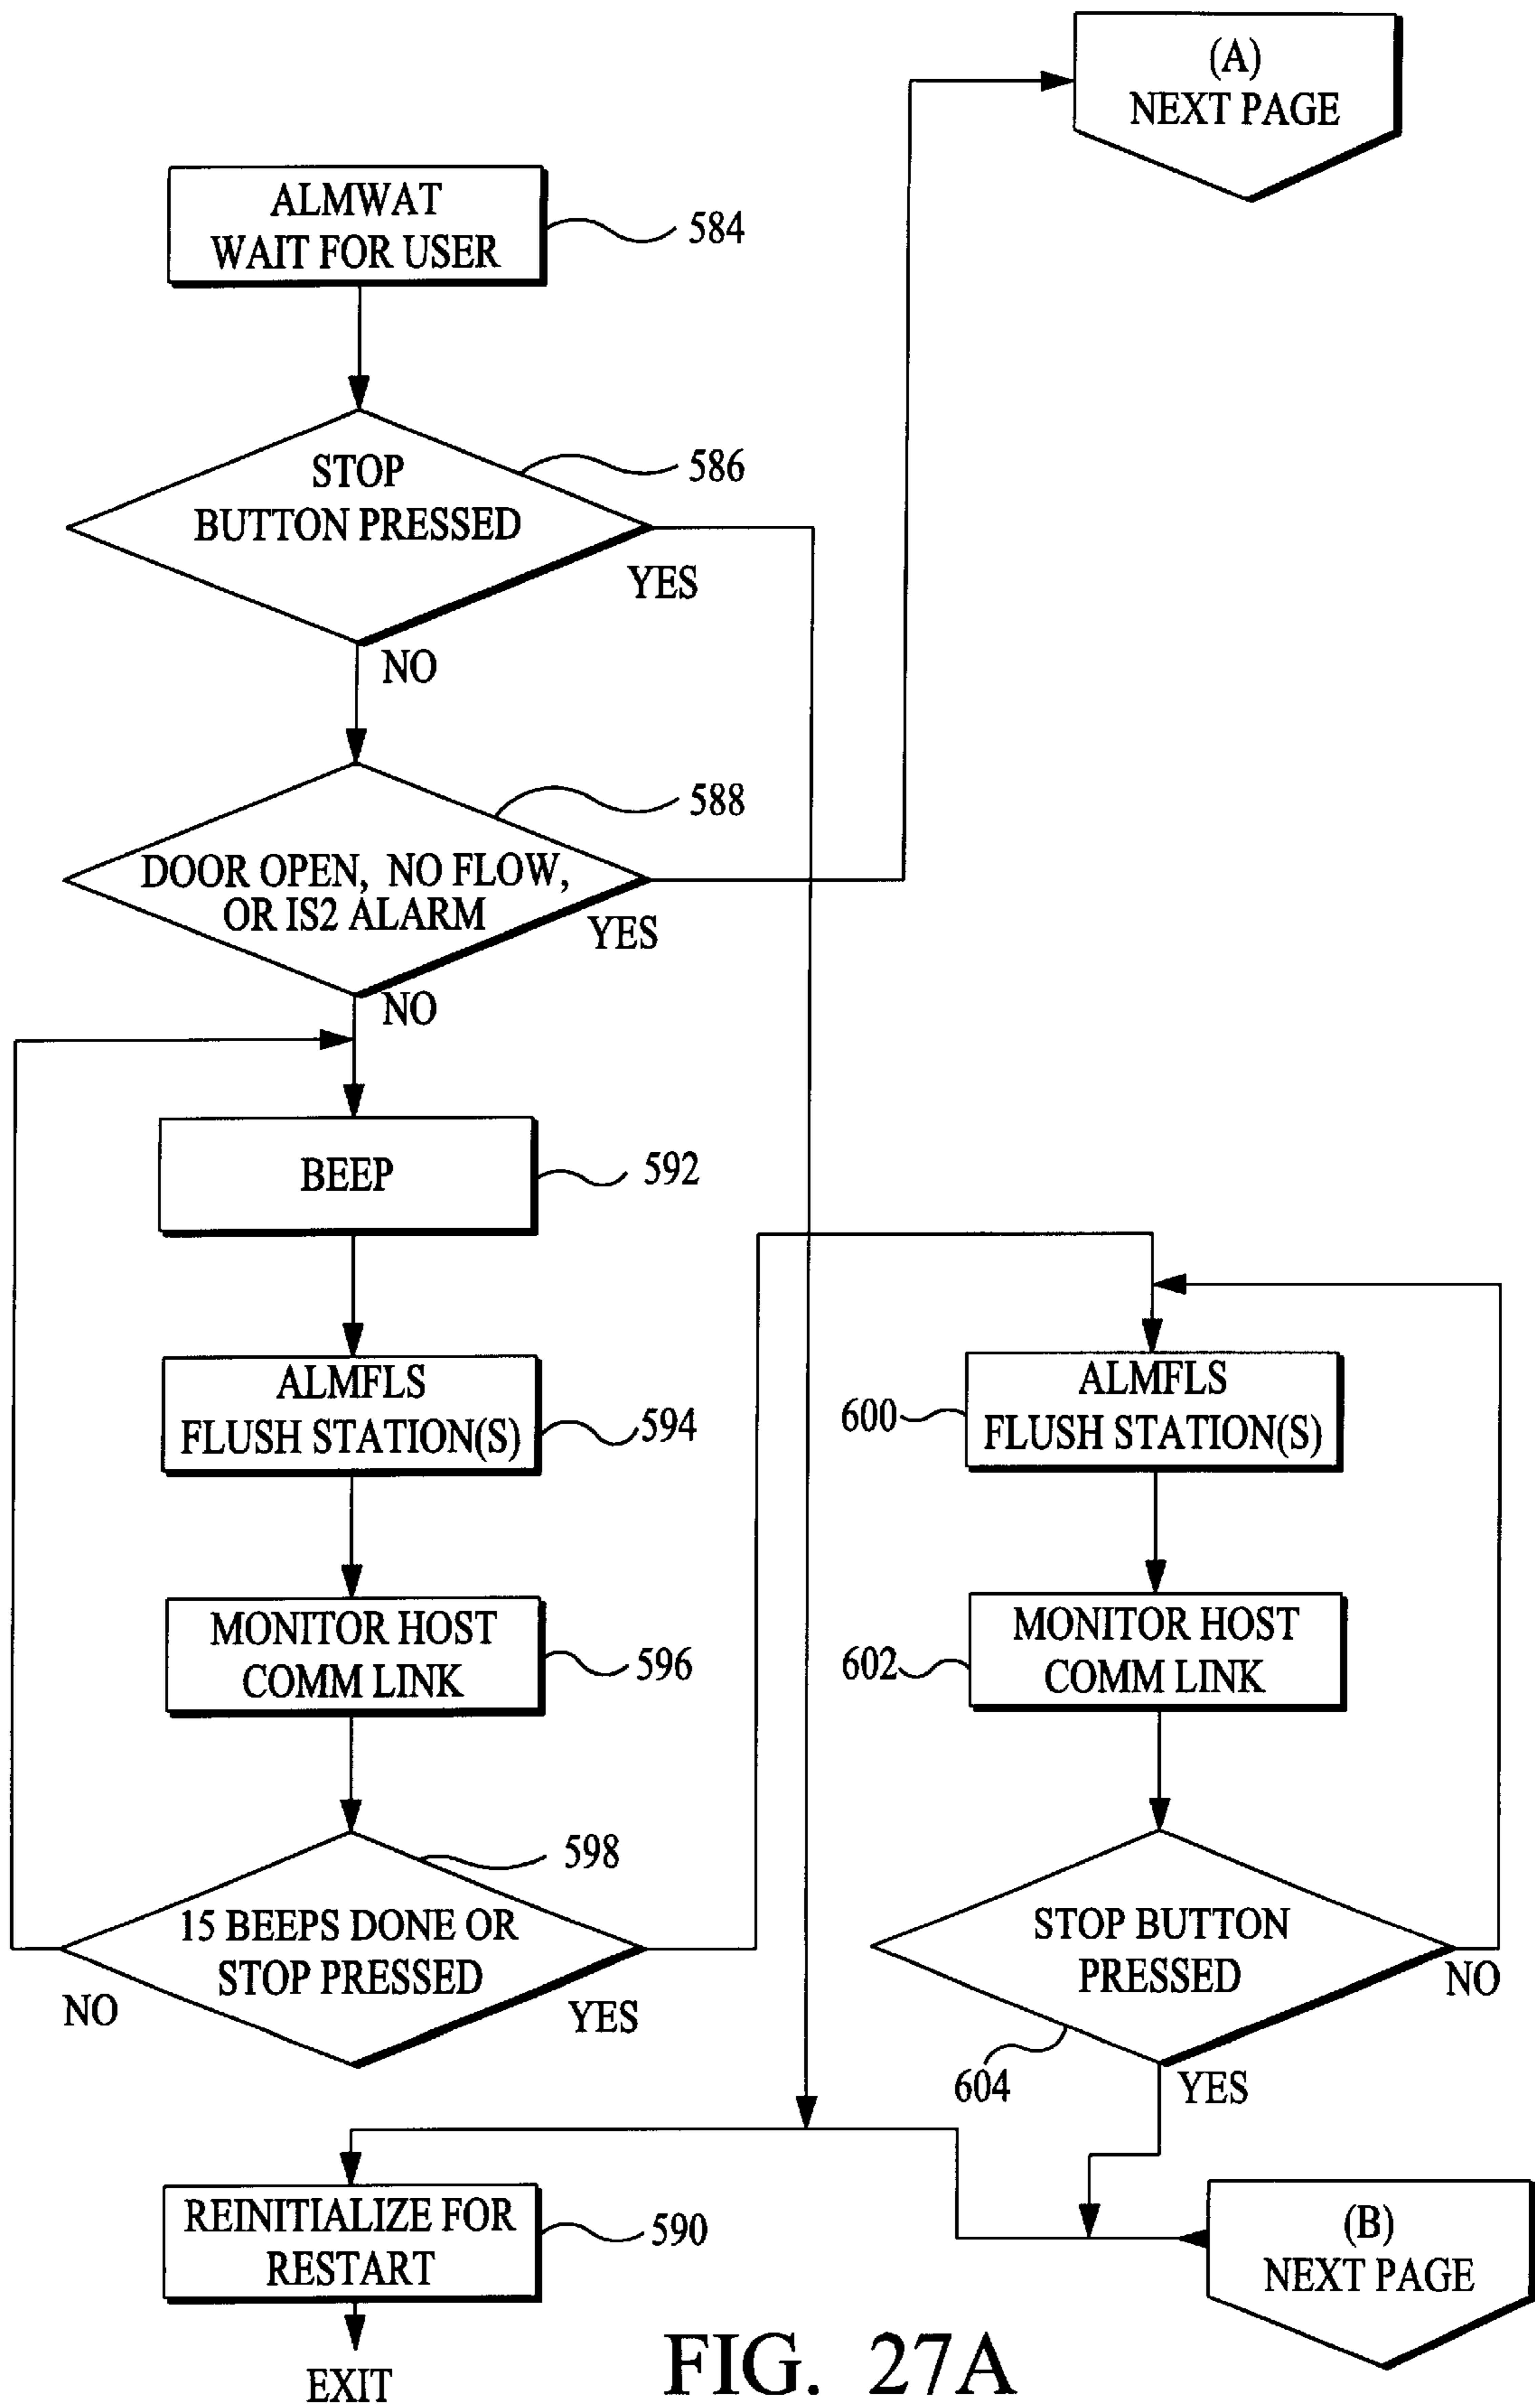 (A)
NEXT PAGE
ALMWAT
WAIT FOR USER
584
STOP
BUTTON PRESSED
586
YES
NO
588
DOOR OPEN, NO FLOW,
OR IS2 ALARM
YES
NO
BEEP
592
ALMFLS
FLUSH STATION(S)
594
MONITOR HOST
COMM LINK
596
598
15 BEEPS DONE OR
STOP PRESSED
NO
YES
600
ALMFLS
FLUSH STATION(S)
602
MONITOR HOST
COMM LINK
STOP BUTTON
PRESSED
NO
604
YES
REINITIALIZE FOR
RESTART
590
(B)
NEXT PAGE
EXIT
FIG. 27A